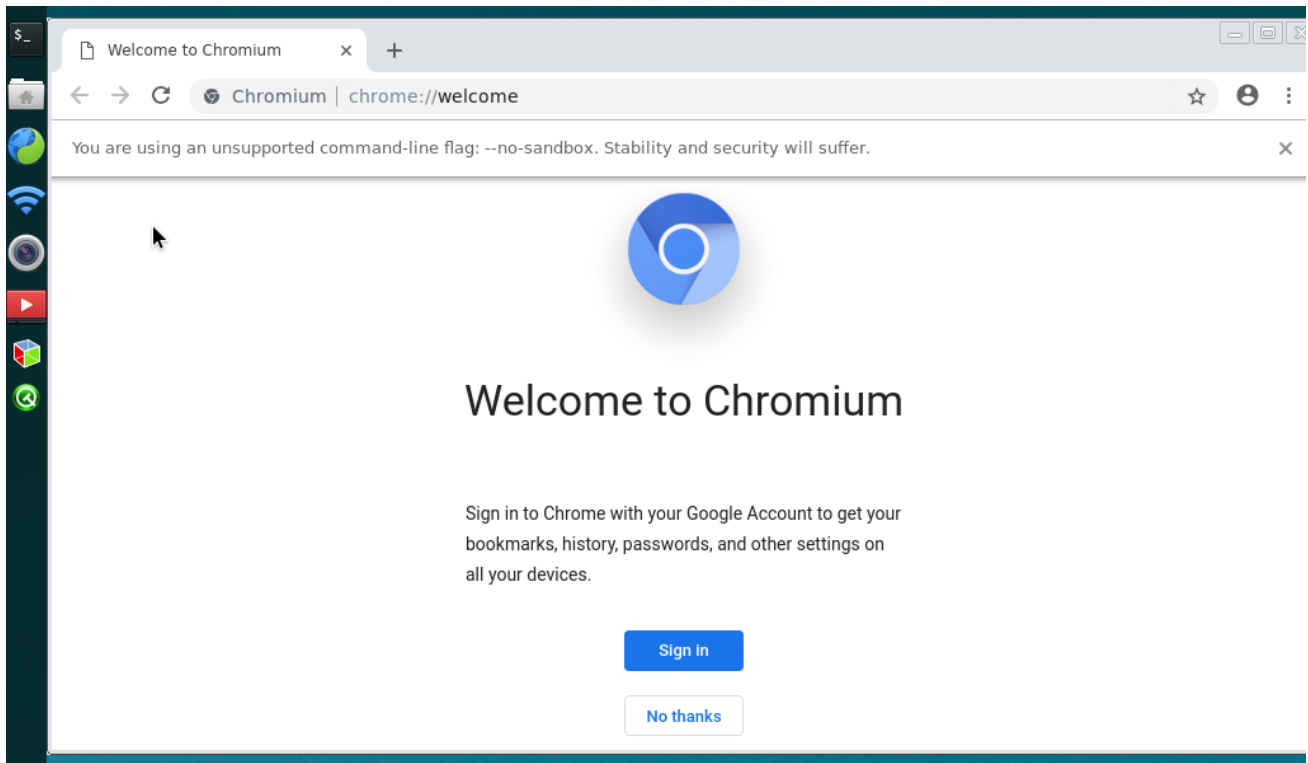 $_
Welcome to Chromium
Chromium | chrome://welcome
You are using an unsupported command-line flag: --no-sandbox. Stability and security will suffer.
Welcome to Chromium
Sign in to Chrome with your Google Account to get your
bookmarks, history, passwords, and other settings on
all your devices.
Sign in
No thanks